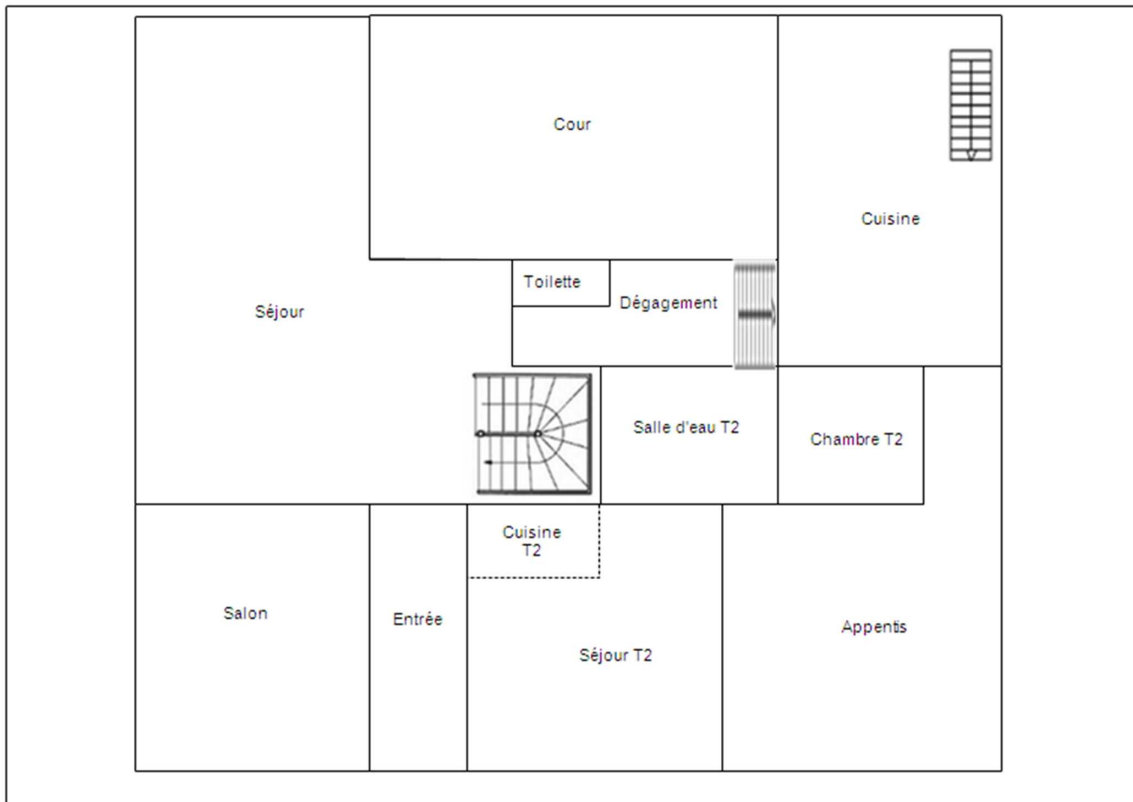 Cour
Cuisine
Toilette
Dégagement
Séjour
Salle d'eau T2
Chambre T2
Cuisine
T2
Salon
Entrée
Séjour T2
Appentis